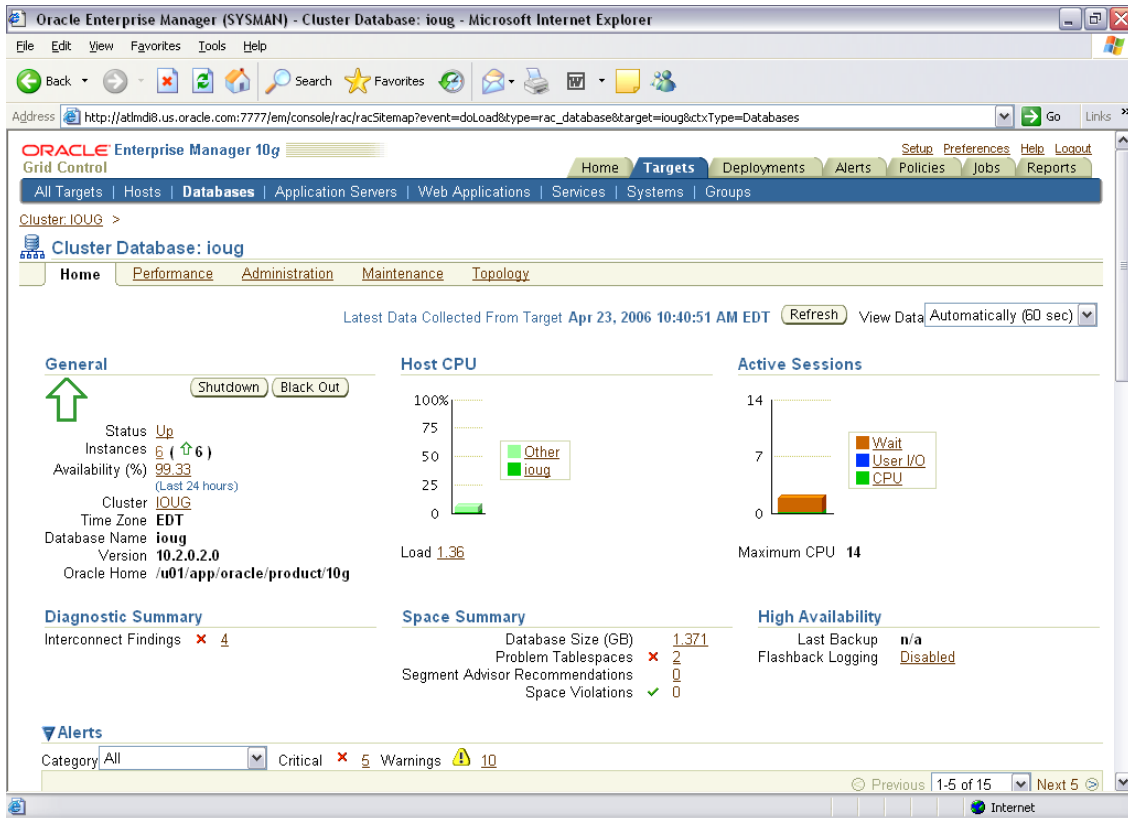 Oracle Enterprise Manager (SYSMAN) - Cluster Database: ioug - Microsoft Internet Explorer
File Edit View Favorites Tools Help
Back Search Favorites
Address http://atlmdi8.us.oracle.com:7777/em/console/rac/racSitemap?event=doLoad&type=rac_database&target=ioug&ctxType=Databases Go Links »
ORACLE Enterprise Manager 10g Setup Preferences Help Logout
Grid Control Home Targets Deployments Alerts Policies Jobs Reports
All Targets | Hosts | Databases | Application Servers | Web Applications | Services | Systems | Groups
Cluster: IOUG >
Cluster Database: ioug
Home Performance Administration Maintenance Topology
Latest Data Collected From Target Apr 23, 2006 10:40:51 AM EDT Refresh View Data Automatically (60 sec)
General
Shutdown Black Out
Status Up
Instances 6 ( 6 )
Availability (%) 99.33
(Last 24 hours)
Cluster IOUG
Time Zone EDT
Database Name ioug
Version 10.2.0.2.0
Oracle Home /u01/app/oracle/product/10g
Host CPU
100%
75
50
25
0
Other
ioug
Load 1.36
Active Sessions
14
7
0
Wait
User I/O
CPU
Maximum CPU 14
Diagnostic Summary
Interconnect Findings 4
Space Summary
Database Size (GB) 1.371
Problem Tablespaces 2
Segment Advisor Recommendations 0
Space Violations 0
High Availability
Last Backup n/a
Flashback Logging Disabled
Alerts
Category All Critical 5 Warnings 10
Previous 1-5 of 15 Next 5
Internet